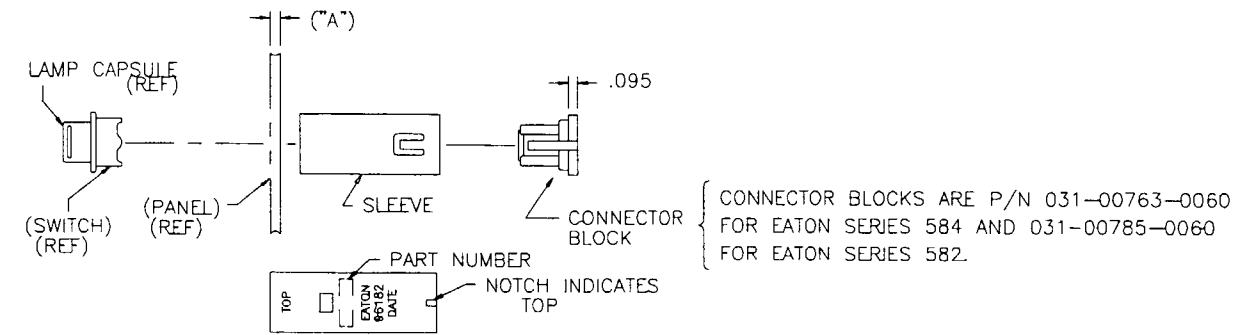 ("A")
LAMP CAPSULE
(REF)
.095
(SWITCH)
(REF)
(PANEL)
(REF)
SLEEVE
CONNECTOR
BLOCK
CONNECTOR BLOCKS ARE P/N 031-00763-0060
FOR EATON SERIES 584 AND 031-00785-0060
FOR EATON SERIES 582
PART NUMBER
NOTCH INDICATES
TOP
TOP
EATON
96182
DATE